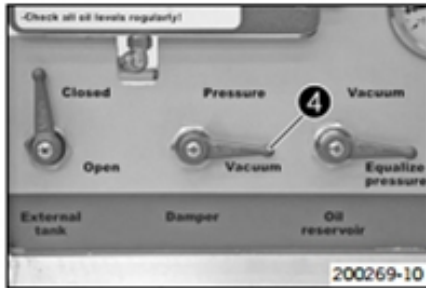 -Check all oil levels rogularly!
Closed
Pressure
4
Vacuum
Open
Vacuum
Equalize
pressure
External
tank
Damper
Oil
reservoir
200269-10